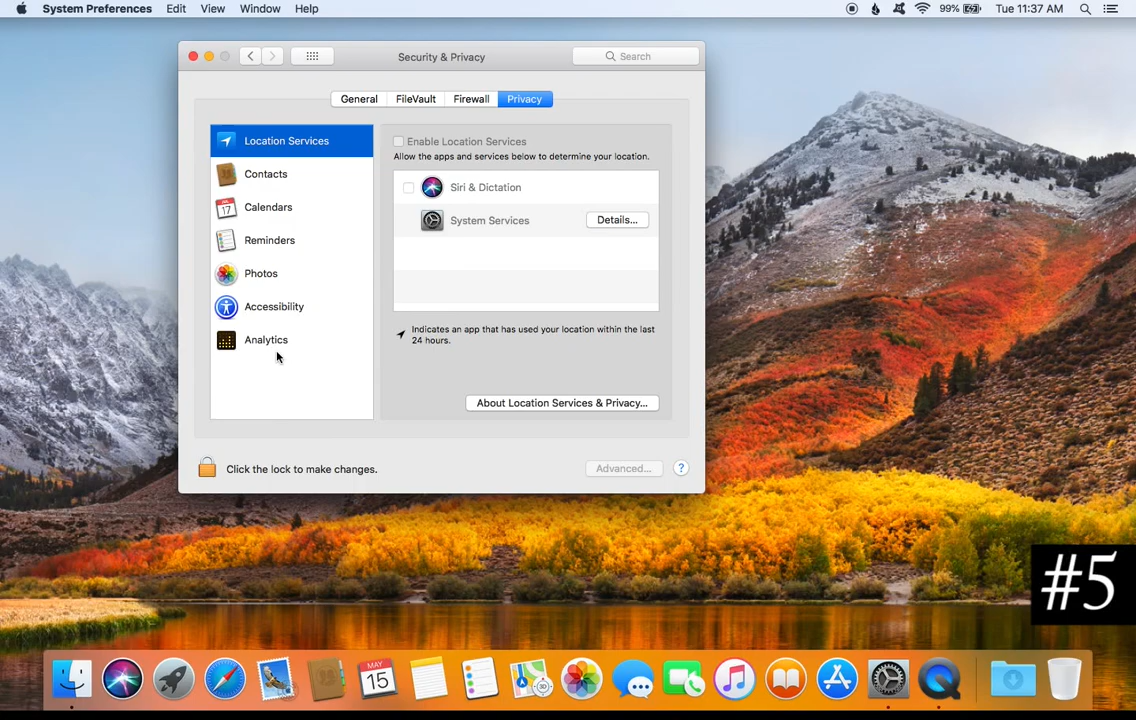 System Preferences Edit View Window Help 99% Tue 11:37 AM
Security & Privacy
Search
General FileVault Firewall Privacy
Location Services
Contacts
17
Calendars
Reminders
Photos
Accessibility
Analytics
Enable Location Services
Allow the apps and services below to determine your location.
Siri & Dictation
System Services Details...
Indicates an app that has used your location within the last
24 hours.
About Location Services & Privacy...
Click the lock to make changes.
Advanced... ?
#5
MAY
15
3D